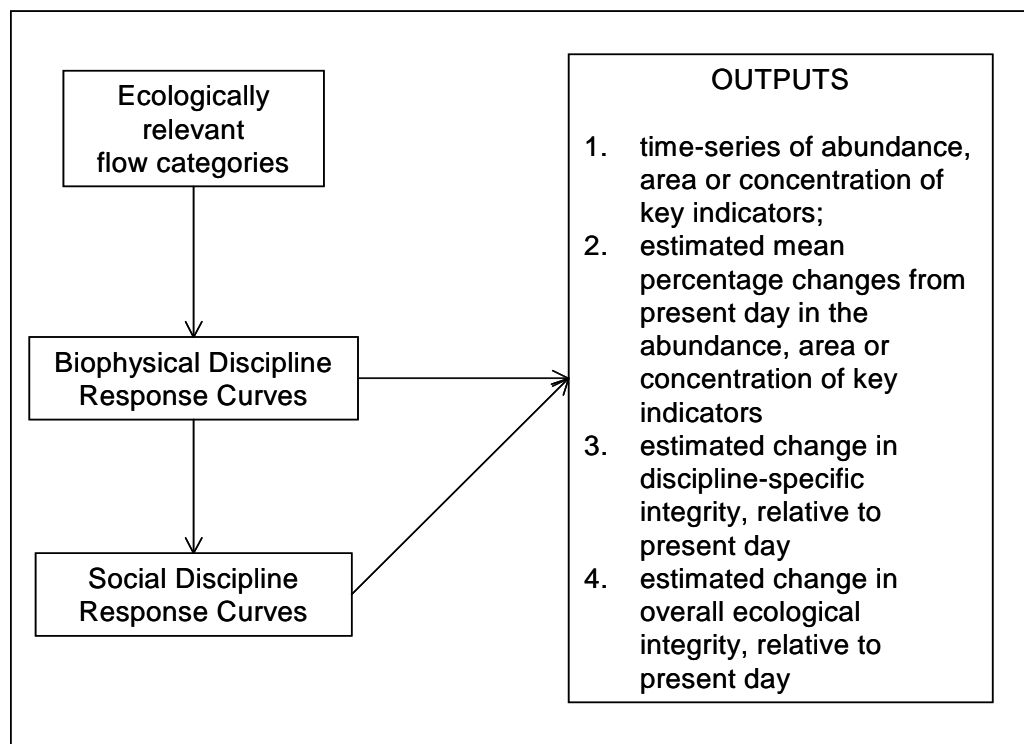 Ecologically
relevant
flow categories
Biophysical Discipline
Response Curves
Social Discipline
Response Curves
OUTPUTS
1. time-series of abundance,
area or concentration of
key indicators;
2. estimated mean
percentage changes from
present day in the
abundance, area or
concentration of key
indicators
3. estimated change in
discipline-specific
integrity, relative to
present day
4. estimated change in
overall ecological
integrity, relative to
present day